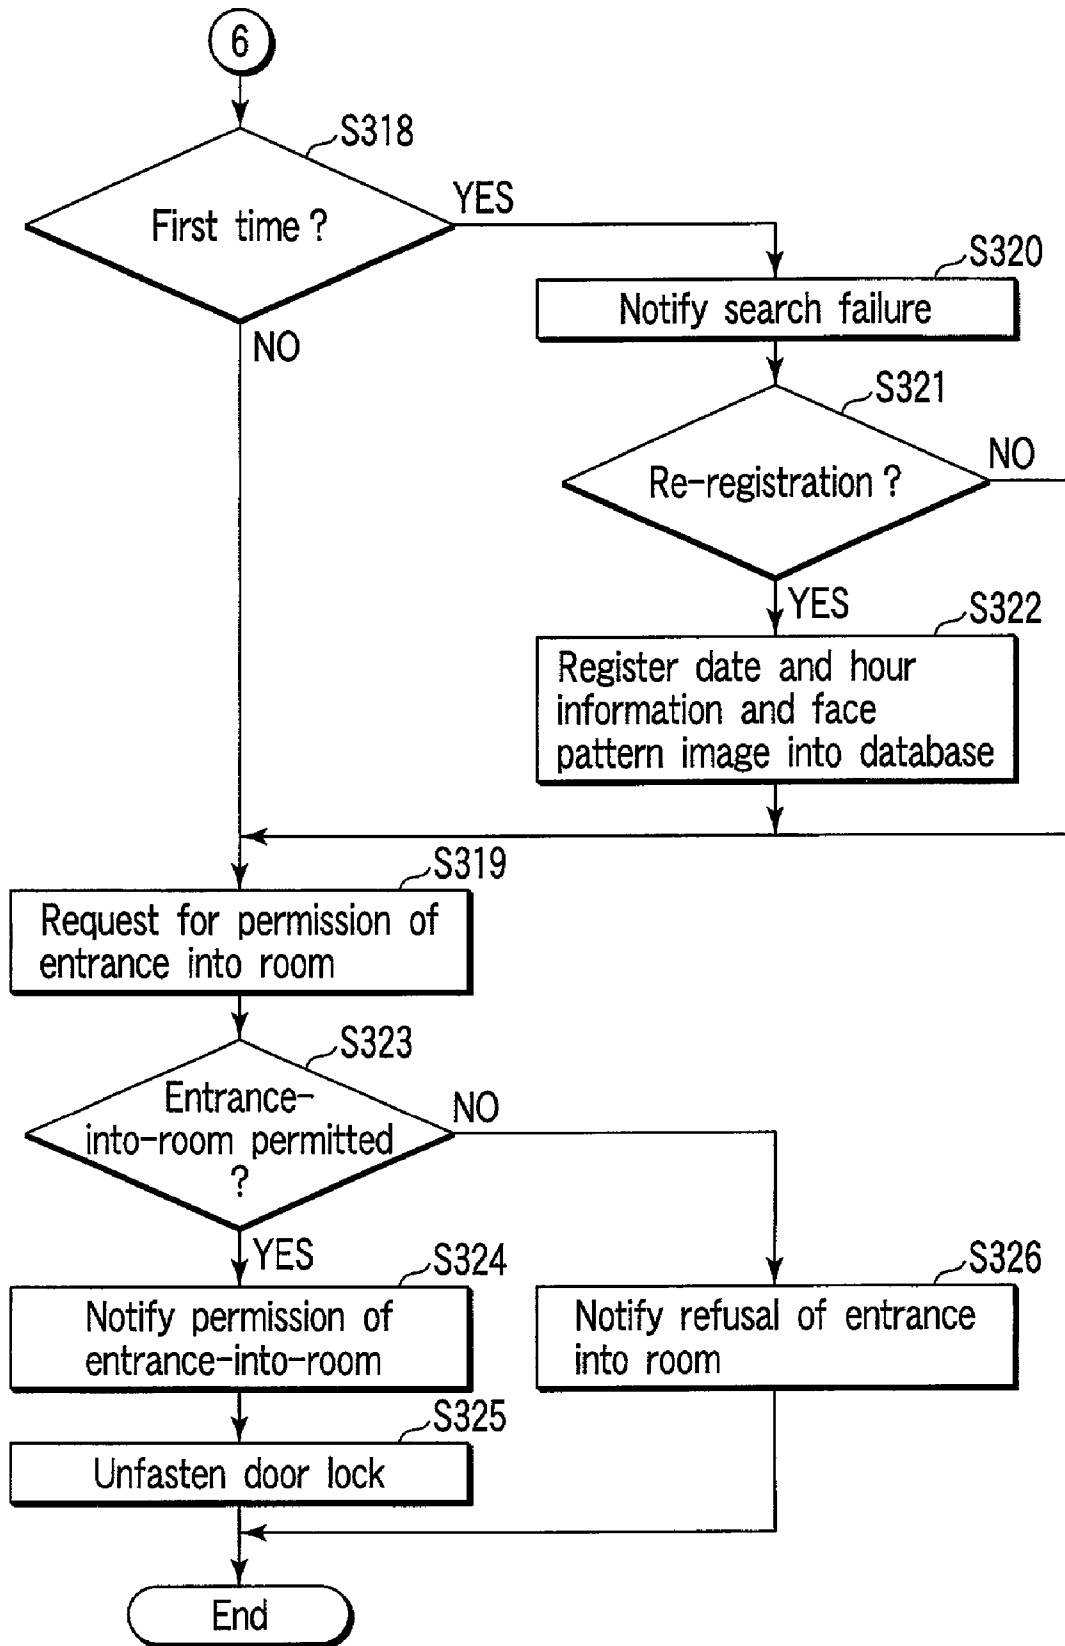 6
S318
First time ?
YES
NO
S320
Notify search failure
S321
Re-registration ?
NO
YES
S322
Register date and hour
information and face
pattern image into database
S319
Request for permission of
entrance into room
S323
Entrance-
into-room permitted
?
NO
YES
S324
Notify permission of
entrance-into-room
S326
Notify refusal of entrance
into room
S325
Unfasten door lock
End